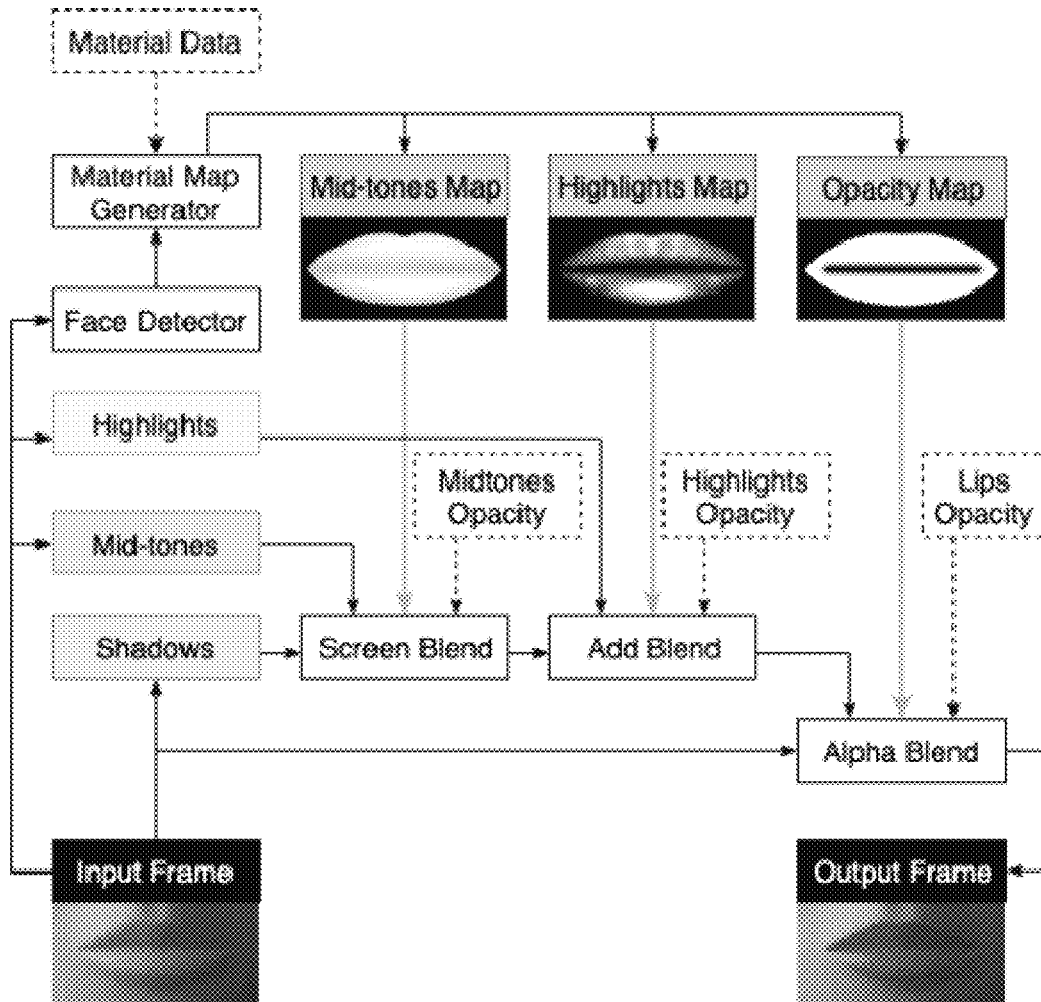 Material Data
Material Map
Generator
Mid-tones Map
Highlights Map
Opacity Map
Face Detector
Highlights
Midtones
Opacity
Highlights
Opacity
Lips
Opacity
Mid-tones
Shadows
Screen Blend
Add Blend
Alpha Blend
Input Frame
Output Frame